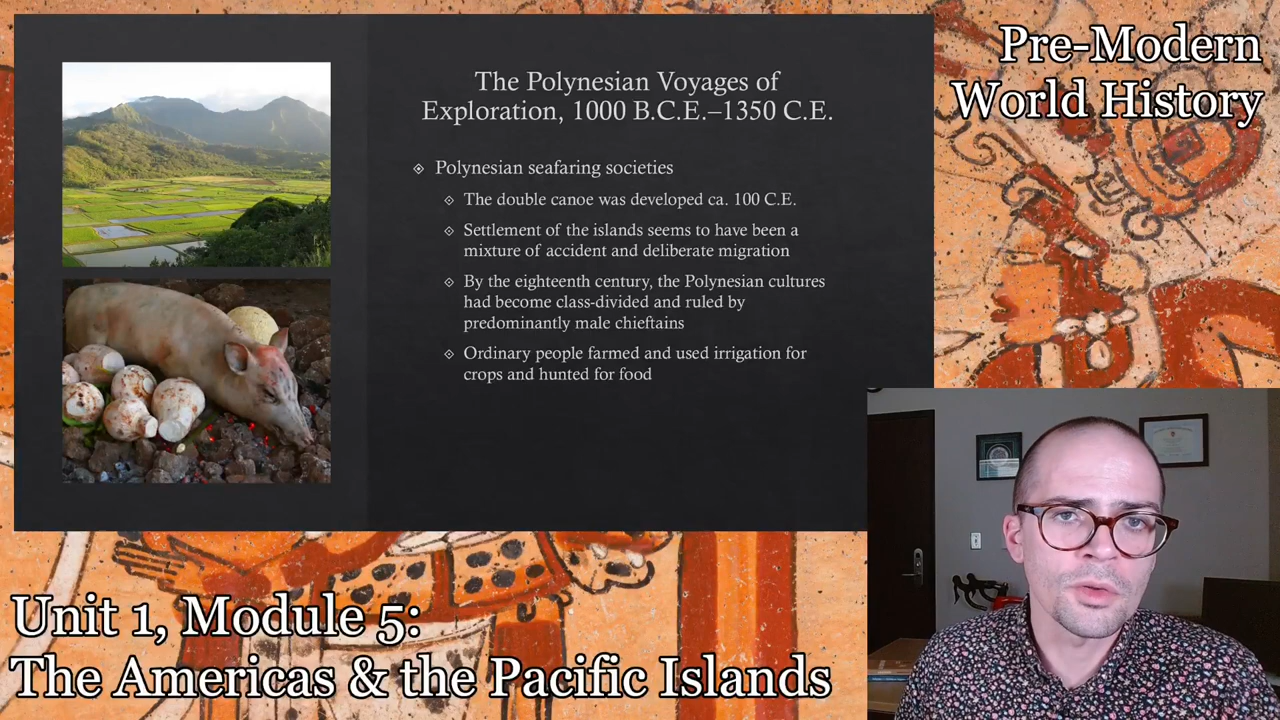 The Polynesian Voyages of
Exploration, 1000 B.C.E.–1350 C.E.
Polynesian seafaring societies
The double canoe was developed ca. 100 C.E.
Settlement of the islands seems to have been a
mixture of accident and deliberate migration
By the eighteenth century, the Polynesian cultures
had become class-divided and ruled by
predominantly male chieftains
Ordinary people farmed and used irrigation for
crops and hunted for food
Pre-Modern
World History
Unit 1, Module 5:
The Americas & the Pacific Islands